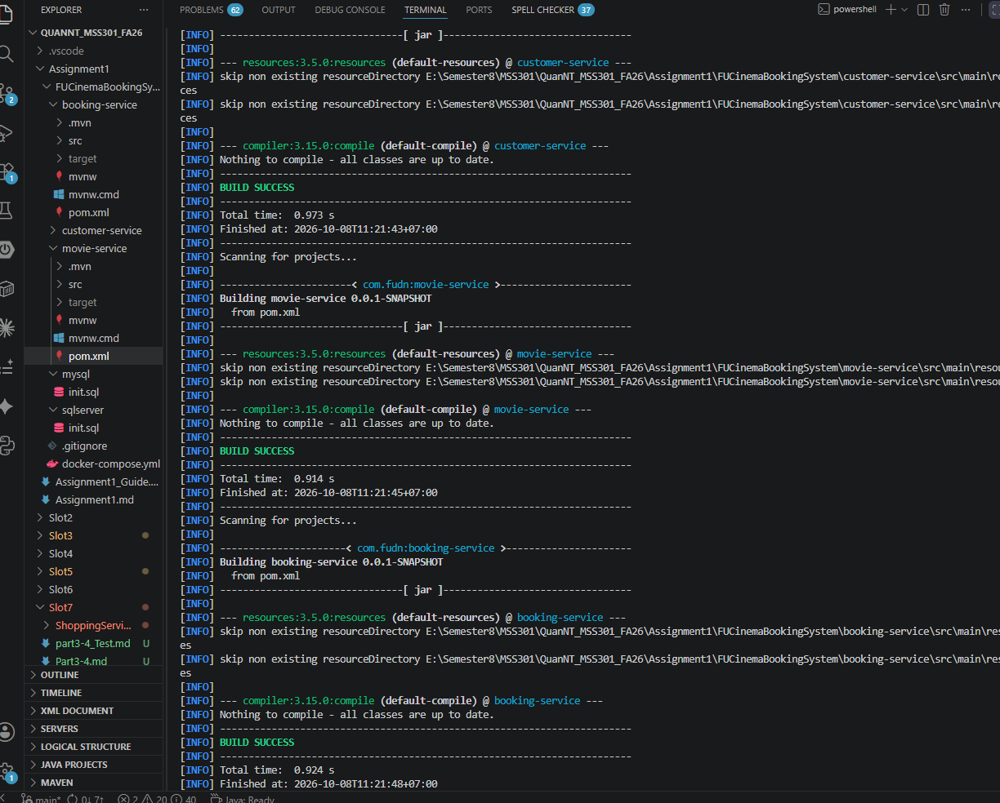 EXPLORER ...
QUANNT_MSS301_FA26
.vscode
Assignment1
FUCinemaBookingSy...
booking-service
.mvn
src
target
mvnw
mvnw.cmd
pom.xml
customer-service
movie-service
.mvn
src
target
mvnw
mvnw.cmd
pom.xml
mysql
init.sql
sqlserver
init.sql
.gitignore
docker-compose.yml
Assignment1_Guide....
Assignment1.md
Slot2
Slot3
Slot4
Slot5
Slot6
Slot7
ShoppingServi...
part3-4_Test.md U
Part3-4.md U
OUTLINE
TIMELINE
XML DOCUMENT
SERVERS
LOGICAL STRUCTURE
JAVA PROJECTS
MAVEN
2
1
1
PROBLEMS 62 OUTPUT DEBUG CONSOLE TERMINAL PORTS SPELL CHECKER 37 powershell ...
[INFO] --------------------------------[ jar ]---------------------------------
[INFO]
[INFO] --- resources:3.5.0:resources (default-resources) @ customer-service ---
[INFO] skip non existing resourceDirectory E:\Semester8\MSS301\QuanNT_MSS301_FA26\Assignment1\FUCinemaBookingSystem\customer-service\src\main\re
ces
[INFO] skip non existing resourceDirectory E:\Semester8\MSS301\QuanNT_MSS301_FA26\Assignment1\FUCinemaBookingSystem\customer-service\src\main\re
ces
[INFO]
[INFO] --- compiler:3.15.0:compile (default-compile) @ customer-service ---
[INFO] Nothing to compile - all classes are up to date.
[INFO] ------------------------------------------------------------------------
[INFO] BUILD SUCCESS
[INFO] ------------------------------------------------------------------------
[INFO] Total time:  0.973 s
[INFO] Finished at: 2026-10-08T11:21:43+07:00
[INFO] ------------------------------------------------------------------------
[INFO] Scanning for projects...
[INFO]
[INFO] -----------------------< com.fudn:movie-service >-----------------------
[INFO] Building movie-service 0.0.1-SNAPSHOT
[INFO]   from pom.xml
[INFO] --------------------------------[ jar ]---------------------------------
[INFO]
[INFO] --- resources:3.5.0:resources (default-resources) @ movie-service ---
[INFO] skip non existing resourceDirectory E:\Semester8\MSS301\QuanNT_MSS301_FA26\Assignment1\FUCinemaBookingSystem\movie-service\src\main\resou
[INFO] skip non existing resourceDirectory E:\Semester8\MSS301\QuanNT_MSS301_FA26\Assignment1\FUCinemaBookingSystem\movie-service\src\main\resou
[INFO]
[INFO] --- compiler:3.15.0:compile (default-compile) @ movie-service ---
[INFO] Nothing to compile - all classes are up to date.
[INFO] ------------------------------------------------------------------------
[INFO] BUILD SUCCESS
[INFO] ------------------------------------------------------------------------
[INFO] Total time:  0.914 s
[INFO] Finished at: 2026-10-08T11:21:45+07:00
[INFO] ------------------------------------------------------------------------
[INFO] Scanning for projects...
[INFO]
[INFO] ----------------------< com.fudn:booking-service >----------------------
[INFO] Building booking-service 0.0.1-SNAPSHOT
[INFO]   from pom.xml
[INFO] --------------------------------[ jar ]---------------------------------
[INFO]
[INFO] --- resources:3.5.0:resources (default-resources) @ booking-service ---
[INFO] skip non existing resourceDirectory E:\Semester8\MSS301\QuanNT_MSS301_FA26\Assignment1\FUCinemaBookingSystem\booking-service\src\main\res
es
[INFO] skip non existing resourceDirectory E:\Semester8\MSS301\QuanNT_MSS301_FA26\Assignment1\FUCinemaBookingSystem\booking-service\src\main\res
es
[INFO]
[INFO] --- compiler:3.15.0:compile (default-compile) @ booking-service ---
[INFO] Nothing to compile - all classes are up to date.
[INFO] ------------------------------------------------------------------------
[INFO] BUILD SUCCESS
[INFO] ------------------------------------------------------------------------
[INFO] Total time:  0.924 s
[INFO] Finished at: 2026-10-08T11:21:48+07:00
main* 0↓ 7↑ 2 20 40 Java: Ready